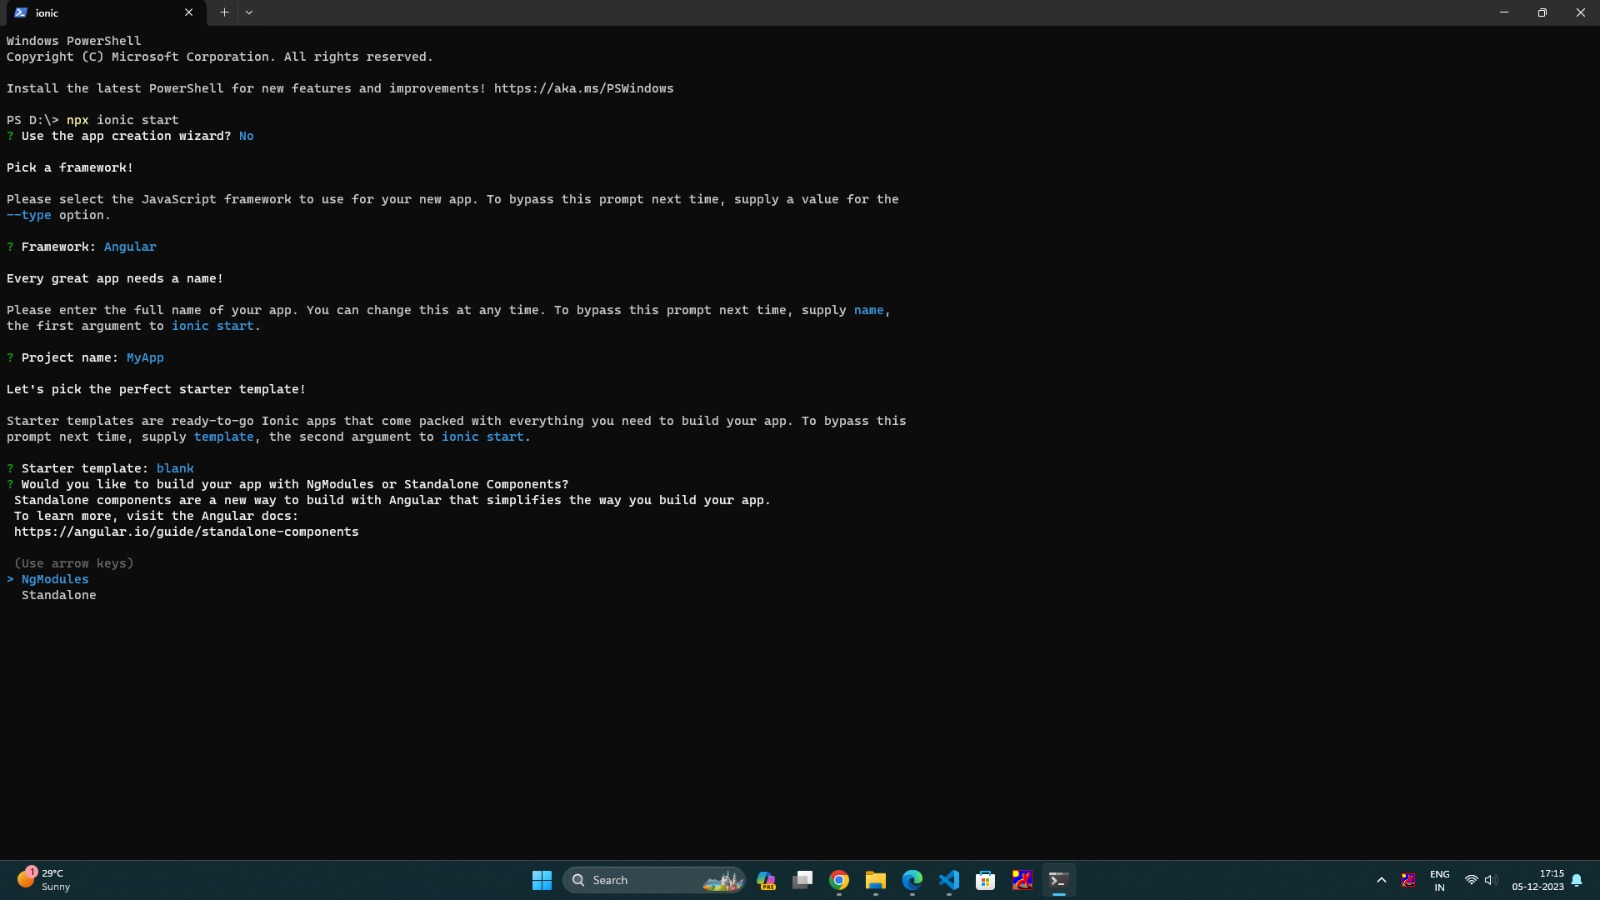 ionic
Windows PowerShell
Copyright (C) Microsoft Corporation. All rights reserved.
Install the latest PowerShell for new features and improvements! https://aka.ms/PSWindows
PS D:\> npx ionic start
? Use the app creation wizard? No
Pick a framework!
Please select the JavaScript framework to use for your new app. To bypass this prompt next time, supply a value for the
--type option.
? Framework: Angular
Every great app needs a name!
Please enter the full name of your app. You can change this at any time. To bypass this prompt next time, supply name,
the first argument to ionic start.
? Project name: MyApp
Let's pick the perfect starter template!
Starter templates are ready-to-go Ionic apps that come packed with everything you need to build your app. To bypass this
prompt next time, supply template, the second argument to ionic start.
? Starter template: blank
? Would you like to build your app with NgModules or Standalone Components?
Standalone components are a new way to build with Angular that simplifies the way you build your app.
To learn more, visit the Angular docs:
https://angular.io/guide/standalone-components
(Use arrow keys)
> NgModules
Standalone
1
29°C
Sunny
Search
PRE
ENG
IN
17:15
05-12-2023